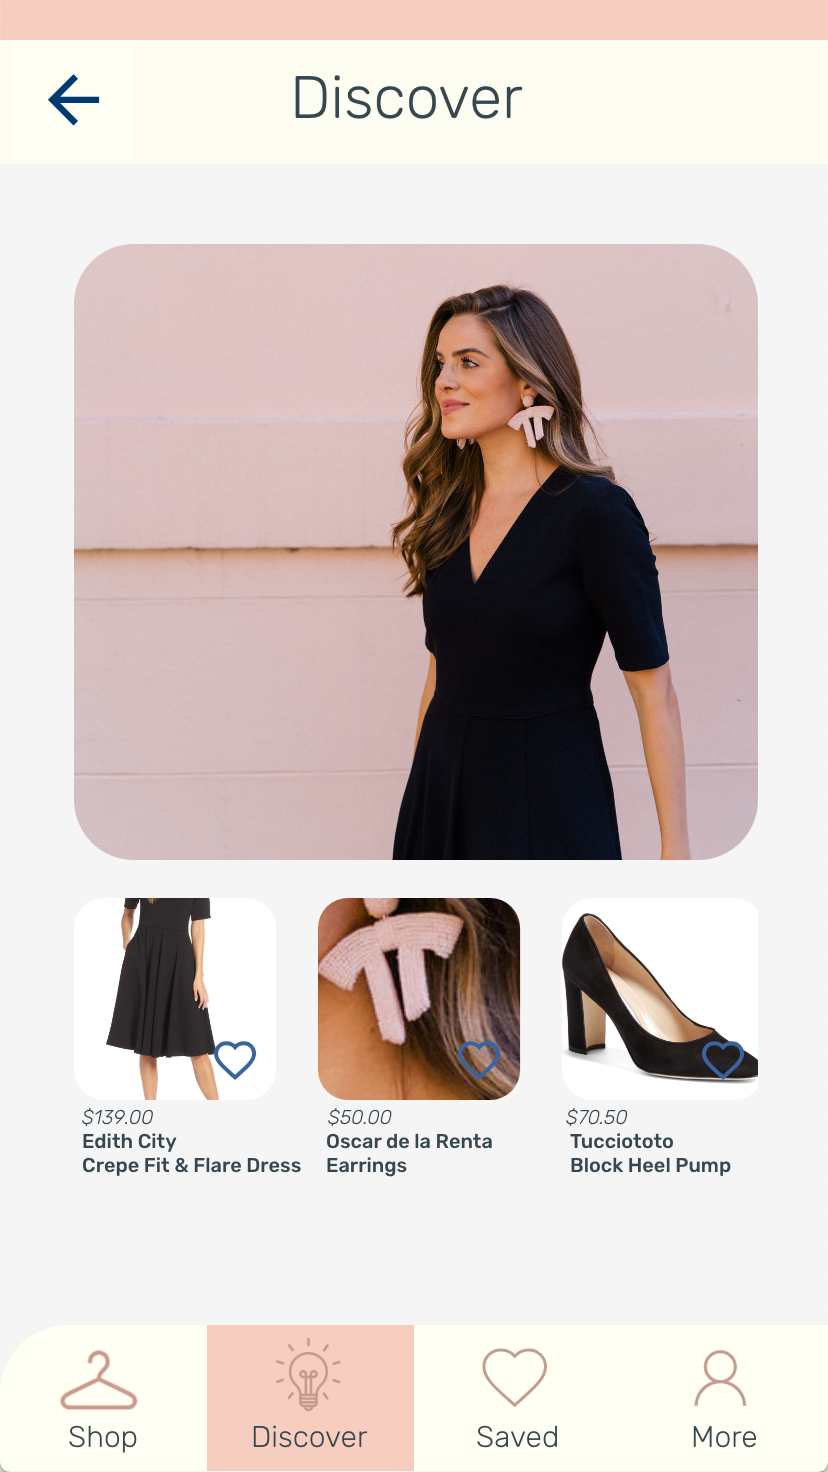 Discover
$139.00
Edith City
Crepe Fit & Flare Dress
$50.00
Oscar de la Renta
Earrings
$70.50
Tucciototo
Block Heel Pump
Shop
Discover
Saved
More